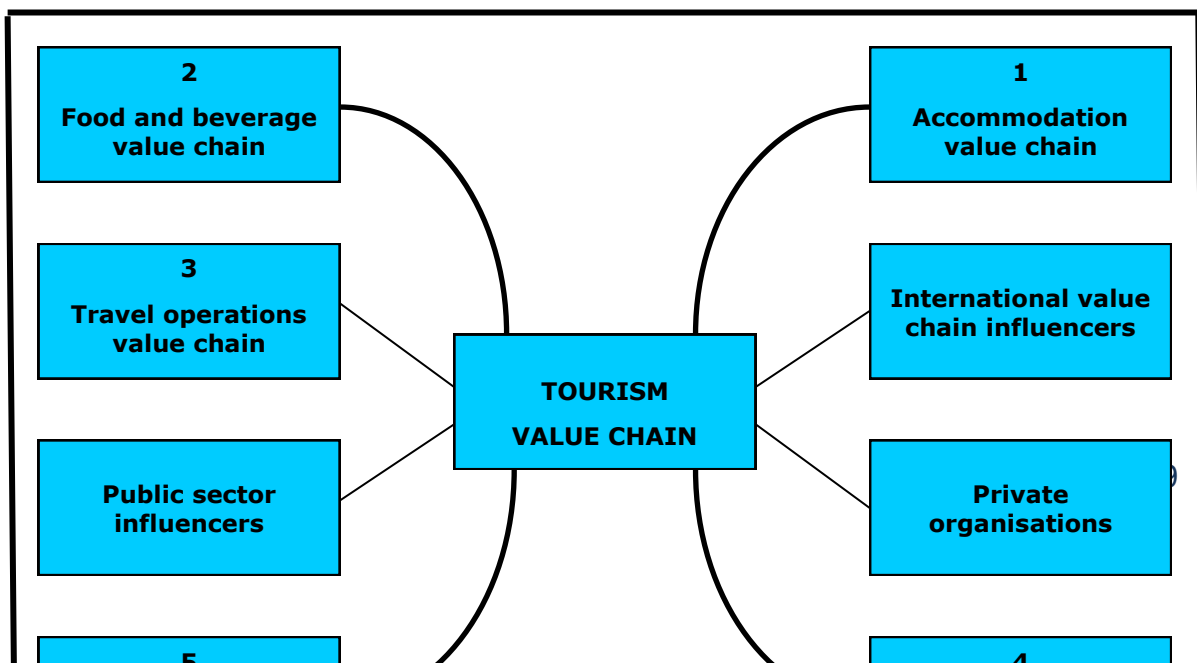 2
Food and beverage
value chain
1
Accommodation
value chain
3
Travel operations
value chain
International value
chain influencers
TOURISM
VALUE CHAIN
Public sector
influencers
Private
organisations
5
4